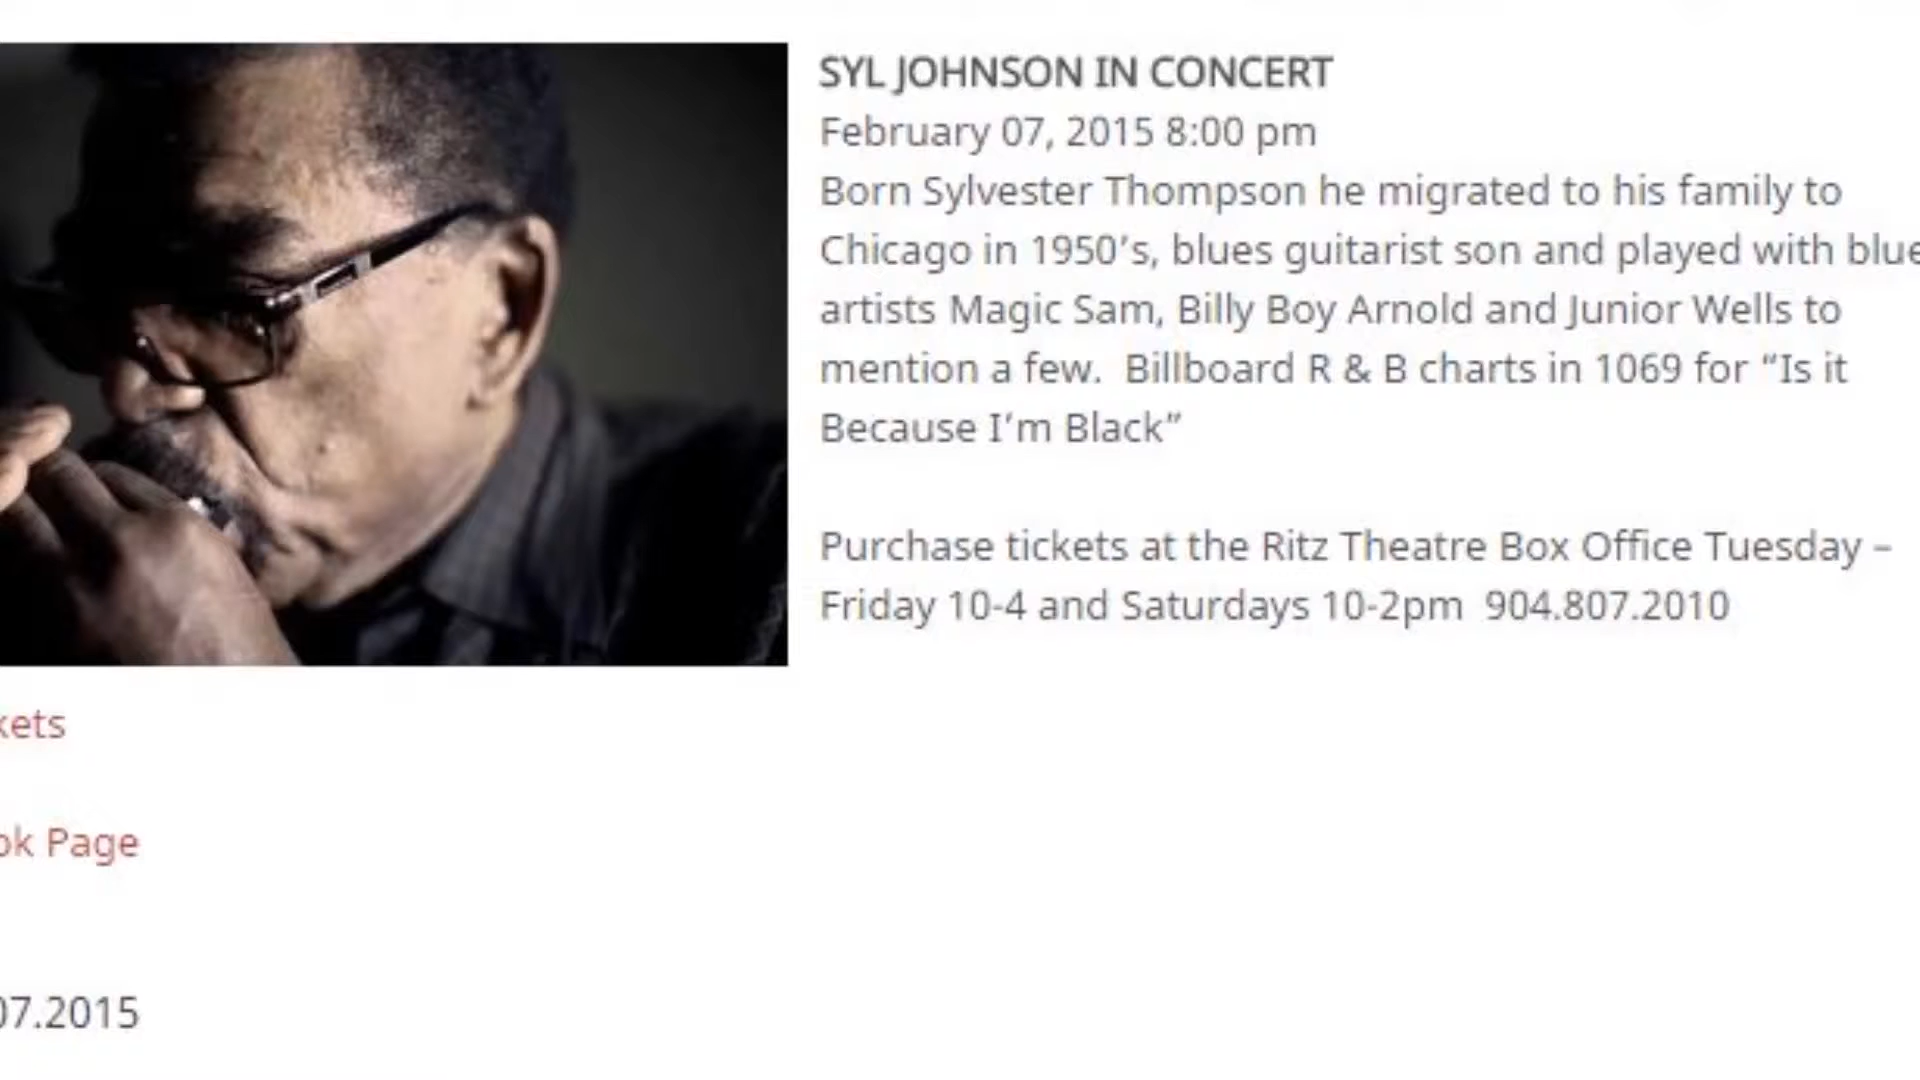 SYL JOHNSON IN CONCERT
February 07, 2015 8:00 pm
Born Sylvester Thompson he migrated to his family to
Chicago in 1950’s, blues guitarist son and played with blue
artists Magic Sam, Billy Boy Arnold and Junior Wells to
mention a few.  Billboard R & B charts in 1069 for “Is it
Because I’m Black”
Purchase tickets at the Ritz Theatre Box Office Tuesday –
Friday 10-4 and Saturdays 10-2pm  904.807.2010
kets
ok Page
07.2015